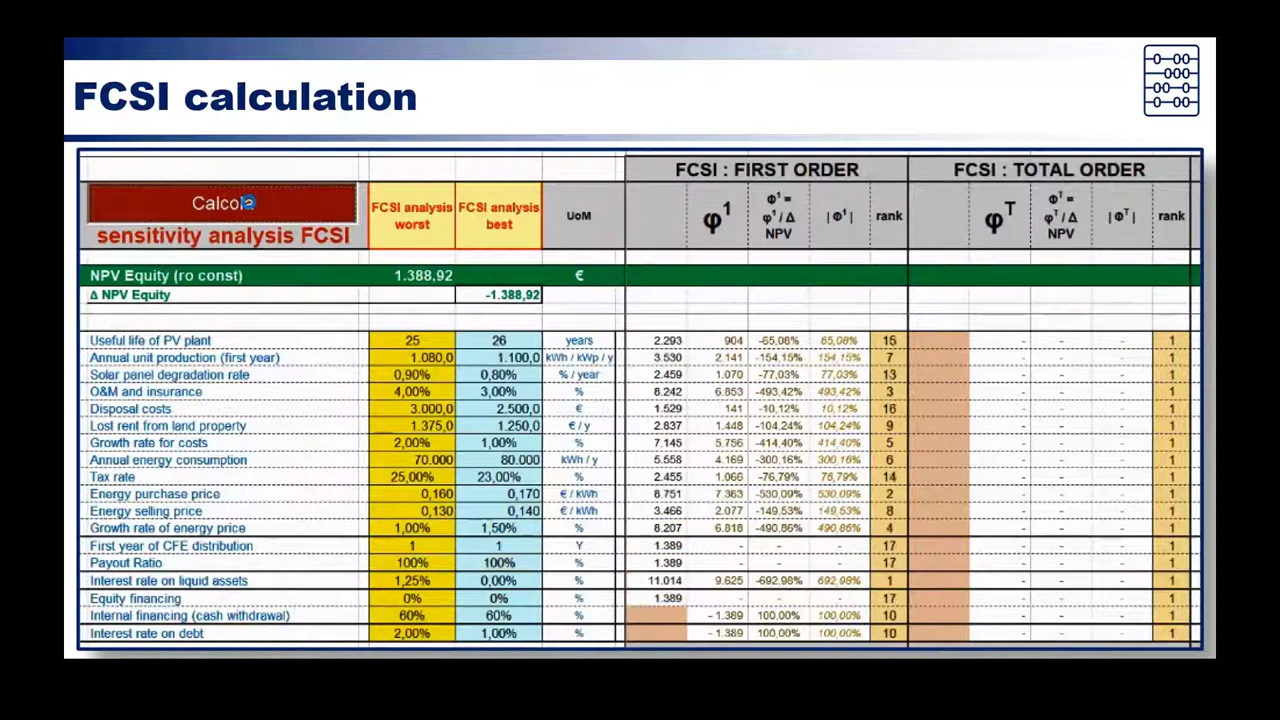 FCSI calculation
FCSI : FIRST ORDER FCSI : TOTAL ORDER
Calcola
sensitivity analysis FCSI
FCSI analysis worst FCSI analysis best UoM φ¹ Φ¹ = φ¹ / Δ NPV | Φ¹ | rank φᵀ Φᵀ = φᵀ / Δ NPV | Φᵀ | rank
NPV Equity (ro const) 1.388,92 €
Δ NPV Equity -1.388,92
Useful life of PV plant 25 26 years 2.293 904 -65,08% 65,08% 15 - - - 1
Annual unit production (first year) 1.080,0 1.100,0 kWh / kWp / y 3.530 2.141 -154,15% 154,15% 7 - - - 1
Solar panel degradation rate 0,90% 0,80% % / year 2.459 1.070 -77,03% 77,03% 13 - - - 1
O&M and insurance 4,00% 3,00% % 8.242 6.853 -493,42% 493,42% 3 - - - 1
Disposal costs 3.000,0 2.500,0 € 1.529 141 -10,12% 10,12% 16 - - - 1
Lost rent from land property 1.375,0 1.250,0 € / y 2.837 1.448 -104,24% 104,24% 9 - - - 1
Growth rate for costs 2,00% 1,00% % 7.145 5.756 -414,40% 414,40% 5 - - - 1
Annual energy consumption 70.000 80.000 kWh / y 5.558 4.169 -300,16% 300,16% 6 - - - 1
Tax rate 25,00% 23,00% % 2.455 1.066 -76,79% 76,79% 14 - - - 1
Energy purchase price 0,160 0,170 € / kWh 8.751 7.363 -530,09% 530,09% 2 - - - 1
Energy selling price 0,130 0,140 € / kWh 3.466 2.077 -149,53% 149,53% 8 - - - 1
Growth rate of energy price 1,00% 1,50% % 8.207 6.818 -490,86% 490,86% 4 - - - 1
First year of CFE distribution 1 1 Y 1.389 - - - 17 - - - 1
Payout Ratio 100% 100% % 1.389 - - - 17 - - - 1
Interest rate on liquid assets 1,25% 0,00% % 11.014 9.625 -692,98% 692,98% 1 - - - 1
Equity financing 0% 0% % 1.389 - - - 17 - - - 1
Internal financing (cash withdrawal) 60% 60% % - 1.389 100,00% 100,00% 10 - - - 1
Interest rate on debt 2,00% 1,00% % - 1.389 100,00% 100,00% 10 - - - 1